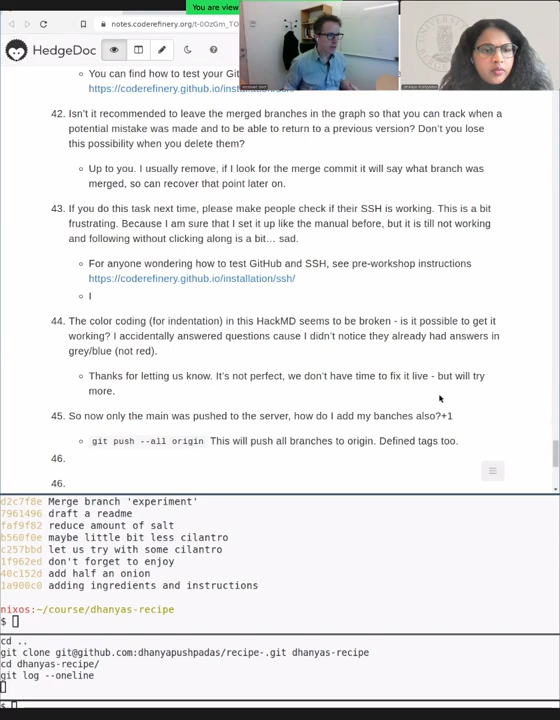 You are view
notes.coderefinery.github.io/t-0OzGm_TO
HedgeDoc
You can find how to test your Git
https://coderefinery.github.io/installation/ssh/
42. Isn't it recommended to leave the merged branches in the graph so that you can track when a
potential mistake was made and to be able to return to a previous version? Don't you lose
this possibility when you delete them?
Up to you. I usually remove, if I look for the merge commit it will say what branch was
merged, so can recover that point later on.
43. If you do this task next time, please make people check if their SSH is working. This is a bit
frustrating. Because I am sure that I set it up like the manual before, but it is till not working
and following without clicking along is a bit... sad.
For anyone wondering how to test GitHub and SSH, see pre-workshop instructions
https://coderefinery.github.io/installation/ssh/
I
44. The color coding (for indentation) in this HackMD seems to be broken - is it possible to get it
working? I accidentally answered questions cause I didn't notice they already had answers in
grey/blue (not red).
Thanks for letting us know. It's not perfect, we don't have time to fix it live - but will try
more.
45. So now only the main was pushed to the server, how do I add my banches also?+1
git push --all origin This will push all branches to origin. Defined tags too.
46.
46.
d2c7f8e Merge branch 'experiment'
7961496 draft a readme
faf9f82 reduce amount of salt
b560f0e maybe little bit less cilantro
c257bbd let us try with some cilantro
1f962ed don't forget to enjoy
40c152d add half an onion
1a900c0 adding ingredients and instructions
nixos:~/course/dhanyas-recipe
$
cd ..
git clone git@github.com:dhanyapushpadas/recipe-.git dhanyas-recipe
cd dhanyas-recipe/
git log --oneline
$